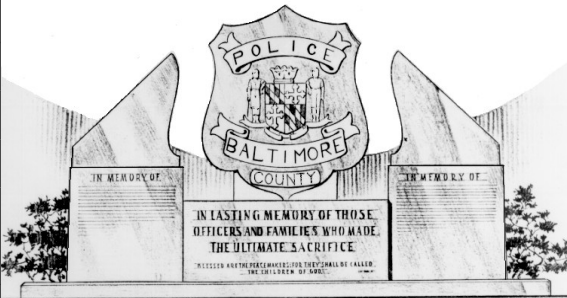 POLICE
BALTIMORE
COUNTY
IN MEMORY OF
IN MEMORY OF
IN LASTING MEMORY OF THOSE
OFFICERS AND FAMILIES WHO MADE
THE ULTIMATE SACRIFICE
BLESSED ARE THE PEACEMAKERS: FOR THEY SHALL BE CALLED
THE CHILDREN OF GOD